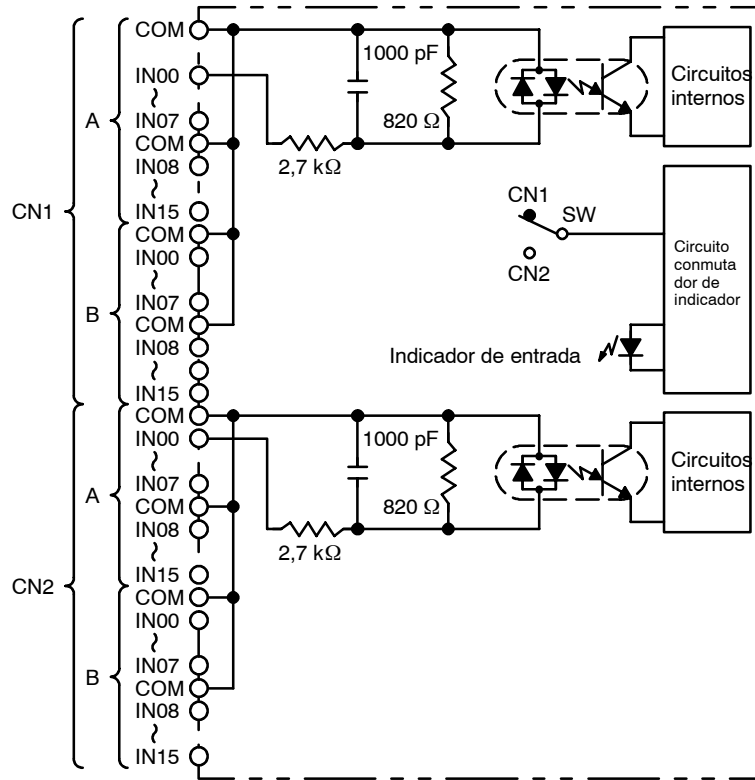 COM
IN00
IN07
COM
IN08
IN15
COM
IN00
IN07
COM
IN08
IN15
COM
IN00
IN07
COM
IN08
IN15
COM
IN00
IN07
COM
IN08
IN15
A
B
A
B
CN1
CN2
1000 pF
820 Ω
2,7 kΩ
Circuitos
internos
CN1
SW
CN2
Circuito
conmuta
dor de
indicador
Indicador de entrada
1000 pF
820 Ω
2,7 kΩ
Circuitos
internos